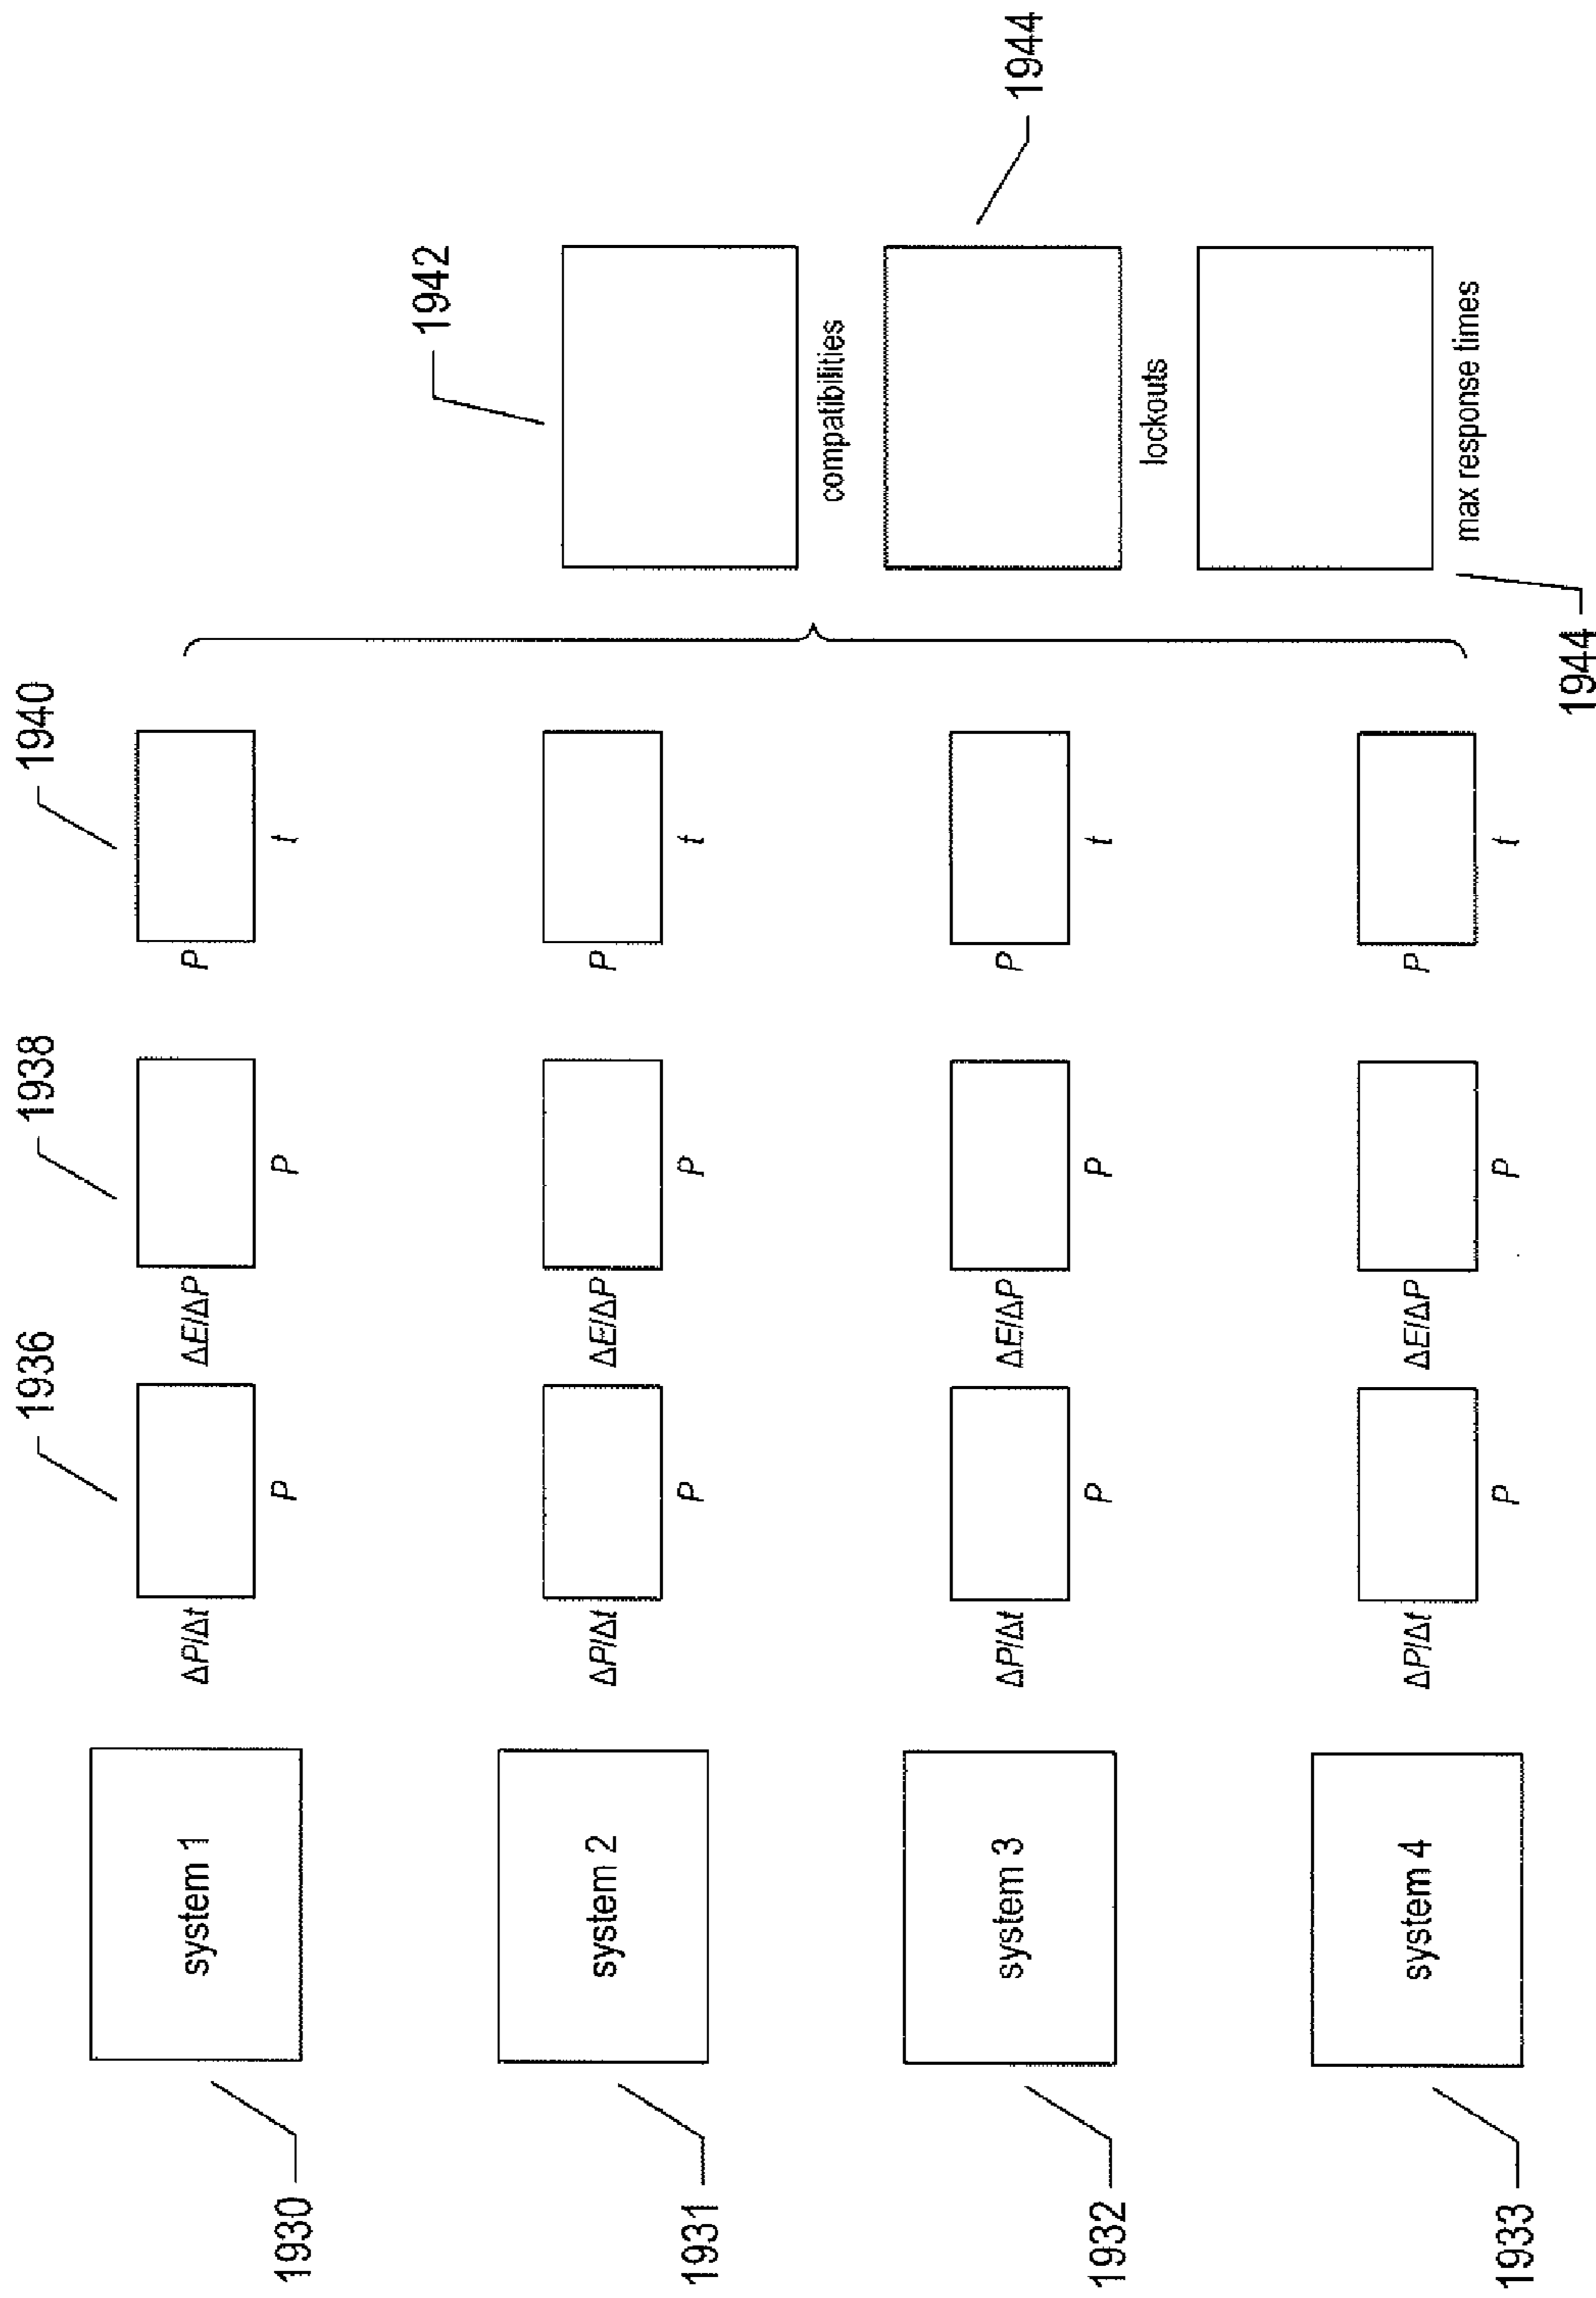 1936 1938 1940
system 1 ΔP/Δt ΔE/ΔP P
1930 P P t
1942
system 2 ΔP/Δt ΔE/ΔP P
1931 P P t
compatibilities
system 3 ΔP/Δt ΔE/ΔP P 1944
1932 P P t
lockouts
system 4 ΔP/Δt ΔE/ΔP P
max response times
1933 P P t
1944